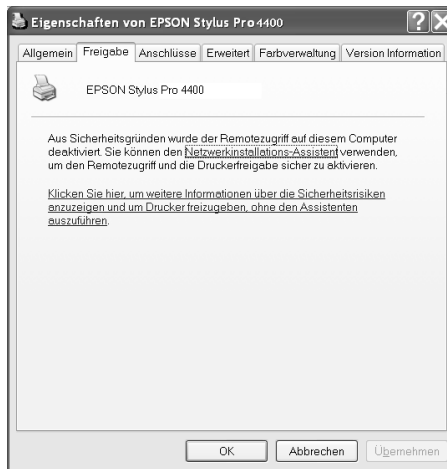 Eigenschaften von EPSON Stylus Pro 4400
Allgemein Freigabe Anschlüsse Erweitert Farbverwaltung Version Information
EPSON Stylus Pro 4400
Aus Sicherheitsgründen wurde der Remotezugriff auf diesem Computer
deaktiviert. Sie können den Netzwerkinstallations-Assistent verwenden,
um den Remotezugriff und die Druckerfreigabe sicher zu aktivieren.
Klicken Sie hier, um weitere Informationen über die Sicherheitsrisiken
anzuzeigen und um Drucker freizugeben, ohne den Assistenten
auszuführen.
OK Abbrechen Übernehmen